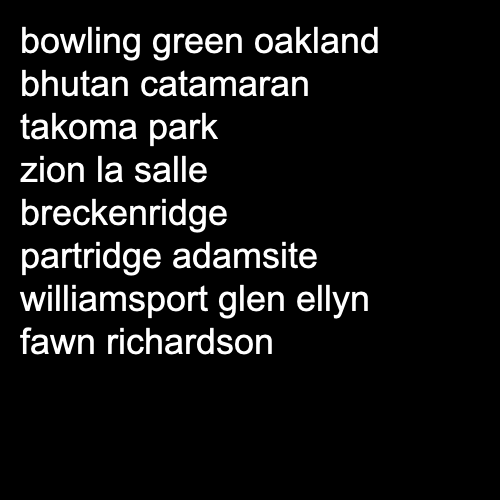 bowling green oakland
bhutan catamaran
takoma park
zion la salle
breckenridge
partridge adamsite
williamsport glen ellyn
fawn richardson